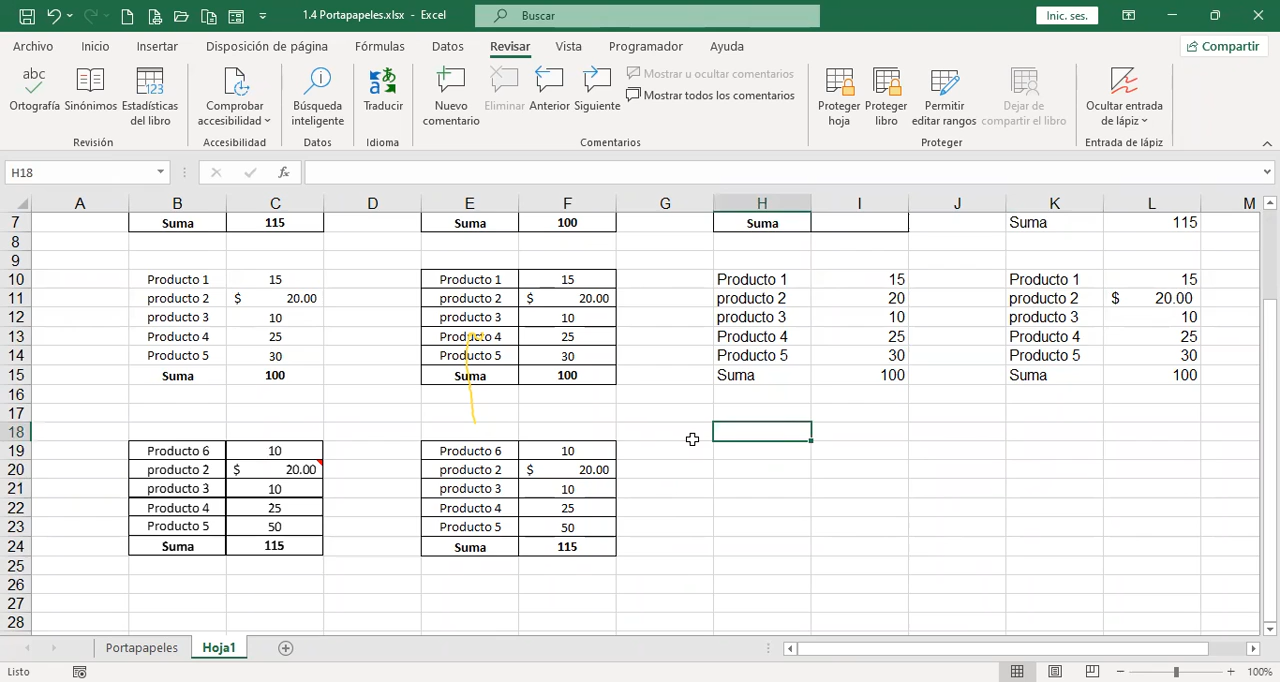 1.4 Portapapeles.xlsx - Excel
Buscar
Inic. ses.
Archivo Inicio Insertar Disposición de página Fórmulas Datos Revisar Vista Programador Ayuda
Compartir
abc
Ortografía Sinónimos Estadísticas del libro
Revisión
Comprobar accesibilidad
Accesibilidad
Búsqueda inteligente
Datos
Traducir
Idioma
Nuevo comentario Eliminar Anterior Siguiente
Mostrar u ocultar comentarios
Mostrar todos los comentarios
Comentarios
Proteger hoja
Proteger libro
Permitir editar rangos
Dejar de compartir el libro
Proteger
Ocultar entrada de lápiz
Entrada de lápiz
H18 fx
A B C D E F G H I J K L M
7 Suma 115 Suma 100 Suma Suma 115
8
9
10 Producto 1 15 Producto 1 15 Producto 1 15 Producto 1 15
11 producto 2 $ 20.00 producto 2 $ 20.00 producto 2 20 producto 2 $ 20.00
12 producto 3 10 producto 3 10 producto 3 10 producto 3 10
13 Producto 4 25 Producto 4 25 Producto 4 25 Producto 4 25
14 Producto 5 30 Producto 5 30 Producto 5 30 Producto 5 30
15 Suma 100 Suma 100 Suma 100 Suma 100
16
17
18
19 Producto 6 10 Producto 6 10
20 producto 2 $ 20.00 producto 2 $ 20.00
21 producto 3 10 producto 3 10
22 Producto 4 25 Producto 4 25
23 Producto 5 50 Producto 5 50
24 Suma 115 Suma 115
25
26
27
28
Portapapeles Hoja1
Listo
100%